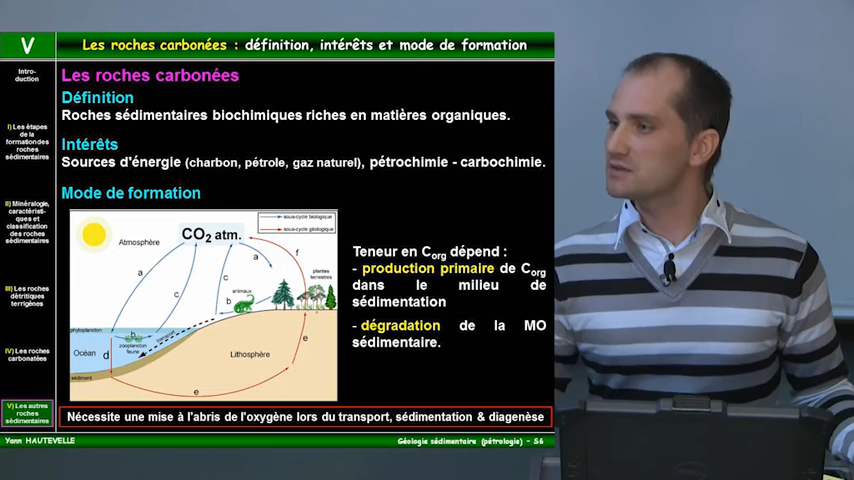 V
Les roches carbonées : définition, intérêts et mode de formation
Intro-
duction
I) Les étapes
de la
formation des
roches
sédimentaires
II) Minéralogie,
caractérist-
iques et
classification
des roches
sédimentaires
III) Les roches
détritiques
terrigènes
IV) Les roches
carbonatées
V) Les autres
roches
sédimentaires
Les roches carbonées
Définition
Roches sédimentaires biochimiques riches en matières organiques.
Intérêts
Sources d'énergie (charbon, pétrole, gaz naturel), pétrochimie - carbochimie.
Mode de formation
CO2 atm.
sous-cycle biologique
sous-cycle géologique
Atmosphère
a
a
f
c
c
plantes
terrestres
animaux
b
phytoplancton
b
zooplancton
faune
Océan
d
e
Lithosphère
sédiment
e
Teneur en Corg dépend :
- production primaire de Corg
dans le milieu de
sédimentation
- dégradation de la MO
sédimentaire.
Nécessite une mise à l'abris de l'oxygène lors du transport, sédimentation & diagenèse
Yann HAUTEVELLE
Géologie sédimentaire (pétrologie) - 56